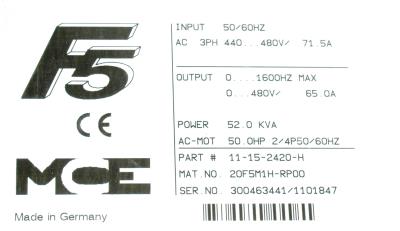 F5
CE
MCE
Made in Germany
INPUT 50/60HZ
AC 3PH 440...480V/ 71.5A
OUTPUT 0....1600HZ MAX
0...480V/ 65.0A
POWER 52.0 KVA
AC-MOT 50.0HP 2/4P50/60HZ
PART # 11-15-2420-H
MAT.NO. 20F5M1H-RP00
SER.NO. 300463441/1101847